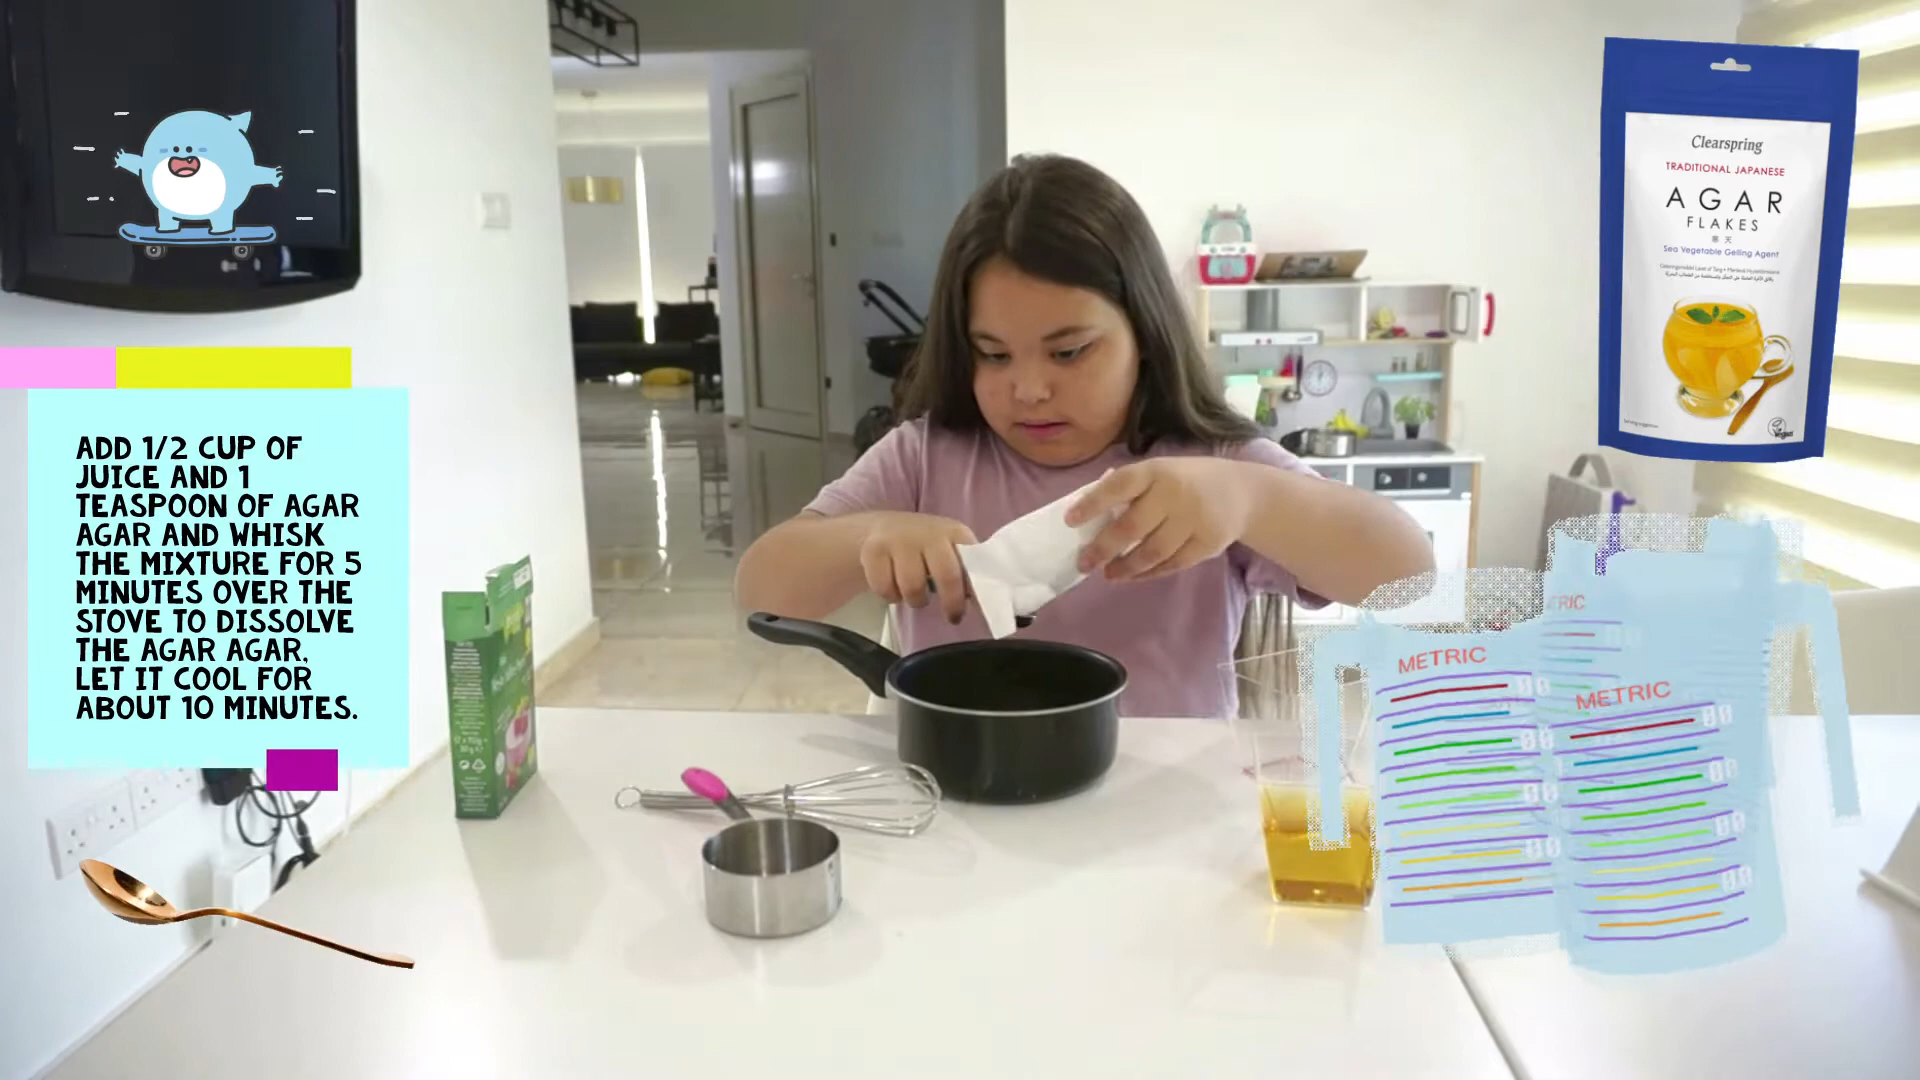 ADD 1/2 CUP OF
JUICE AND 1
TEASPOON OF AGAR
AGAR AND WHISK
THE MIXTURE FOR 5
MINUTES OVER THE
STOVE TO DISSOLVE
THE AGAR AGAR.
LET IT COOL FOR
ABOUT 10 MINUTES.
Clearspring
TRADITIONAL JAPANESE
AGAR
FLAKES
寒天
Sea Vegetable Gelling Agent
METRIC
METRIC